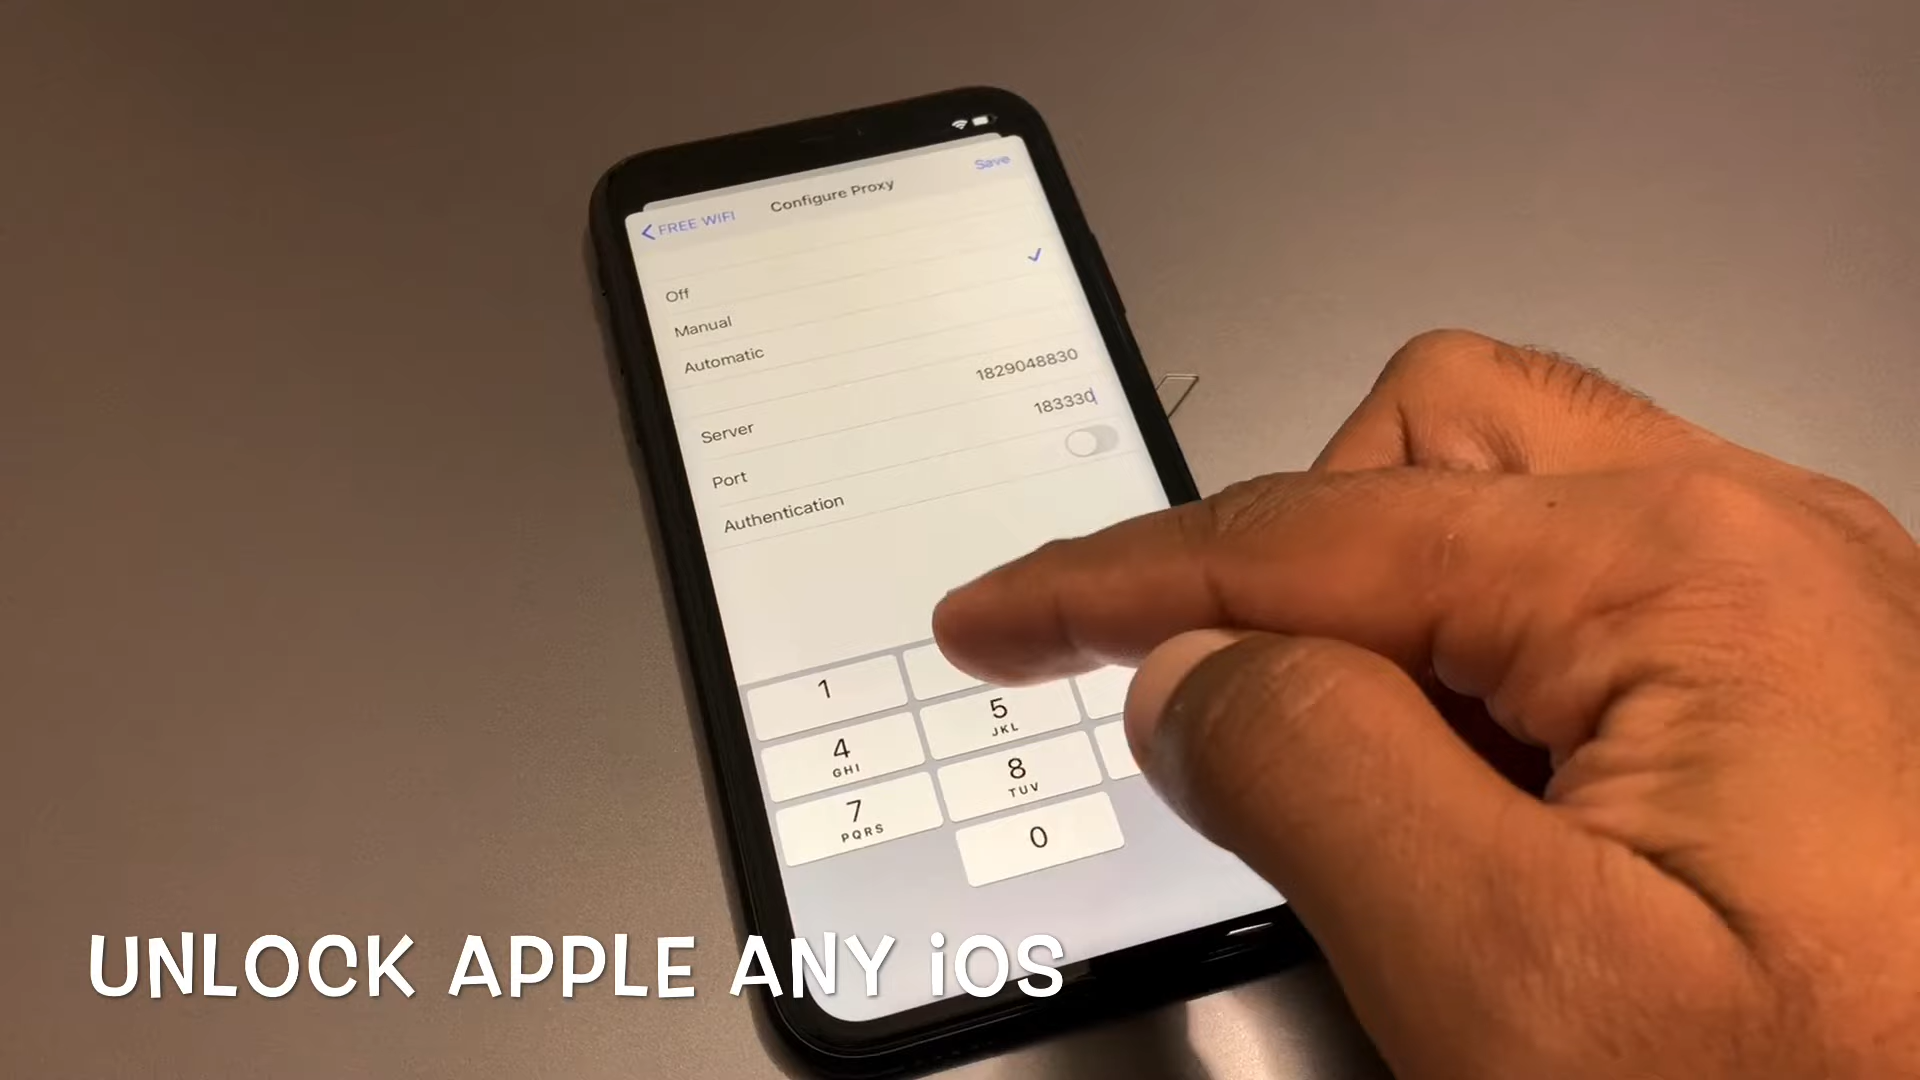 Save
FREE WIFI
Configure Proxy
Off
Manual
Automatic
Server 1829048830
Port 183330
Authentication
1
4 GHI
5 JKL
7 PQRS
8 TUV
0
UNLOCK APPLE ANY iOS